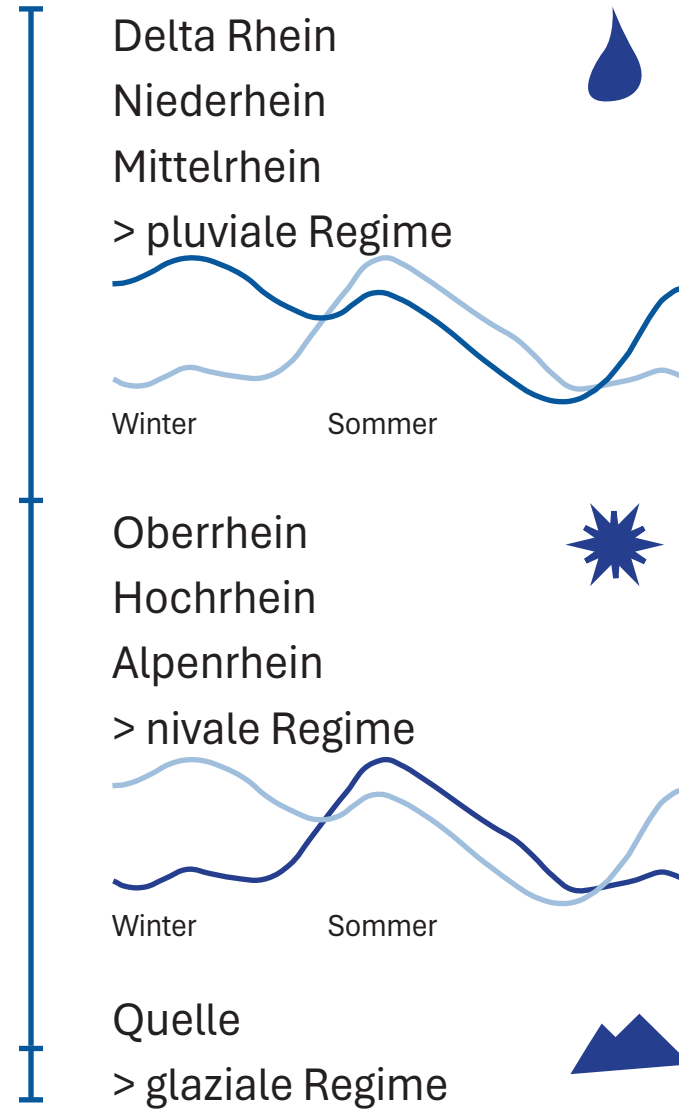 Delta Rhein
Niederhein
Mittelrhein
> pluviale Regime
Winter Sommer
Oberrhein
Hochrhein
Alpenrhein
> nivale Regime
Winter Sommer
Quelle
> glaziale Regime